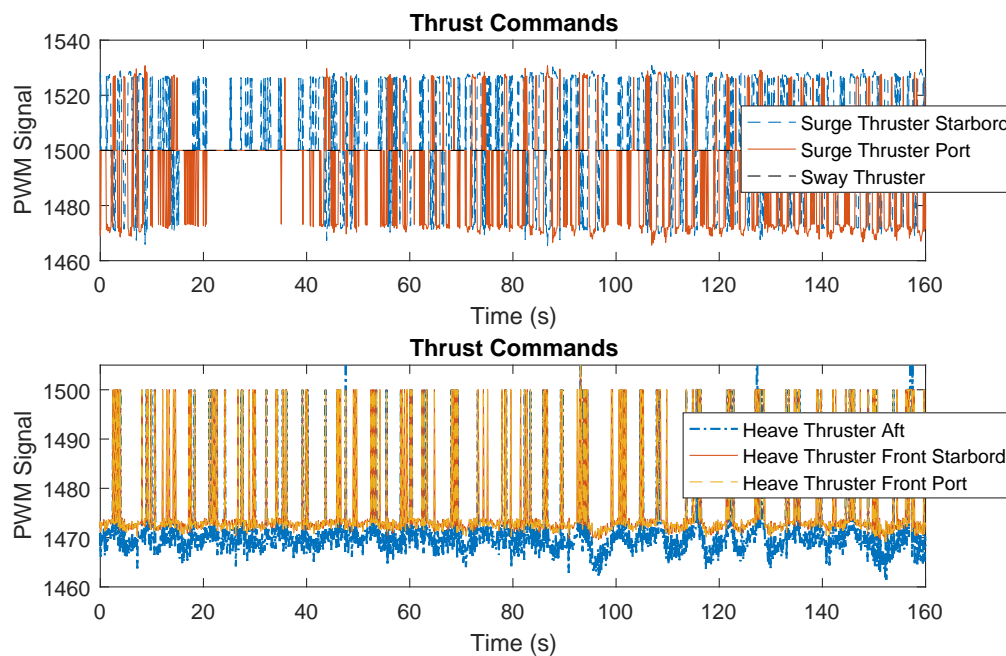 Thrust Commands
1540
1520
1500
1480
1460
PWM Signal
Surge Thruster Starbord
Surge Thruster Port
Sway Thruster
0 20 40 60 80 100 120 140 160
Time (s)
Thrust Commands
1500
1490
1480
1470
1460
PWM Signal
Heave Thruster Aft
Heave Thruster Front Starbord
Heave Thruster Front Port
0 20 40 60 80 100 120 140 160
Time (s)